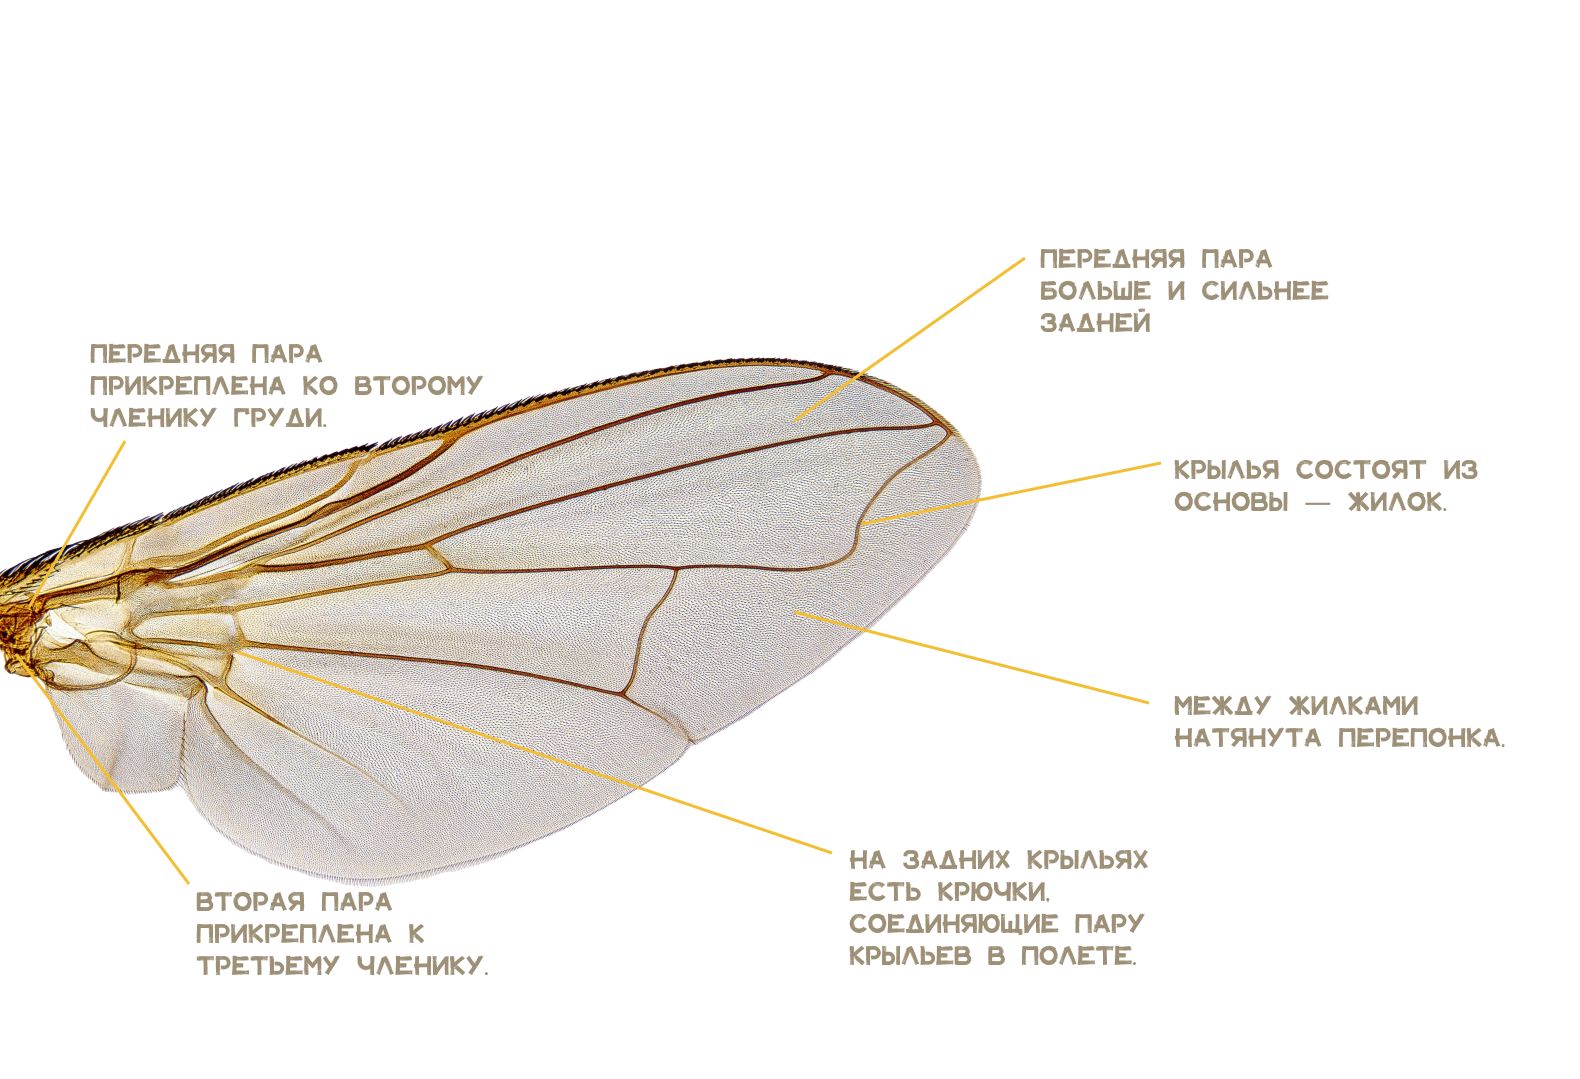 ПЕРЕДНЯЯ ПАРА
БОЛЬШЕ И СИЛЬНЕЕ
ЗАДНЕЙ
ПЕРЕДНЯЯ ПАРА
ПРИКРЕПЛЕНА КО ВТОРОМУ
ЧЛЕНИКУ ГРУДИ.
КРЫЛЬЯ СОСТОЯТ ИЗ
ОСНОВЫ — ЖИЛОК.
МЕЖДУ ЖИЛКАМИ
НАТЯНУТА ПЕРЕПОНКА.
НА ЗАДНИХ КРЫЛЬЯХ
ЕСТЬ КРЮЧКИ,
СОЕДИНЯЮЩИЕ ПАРУ
КРЫЛЬЕВ В ПОЛЕТЕ.
ВТОРАЯ ПАРА
ПРИКРЕПЛЕНА К
ТРЕТЬЕМУ ЧЛЕНИКУ.